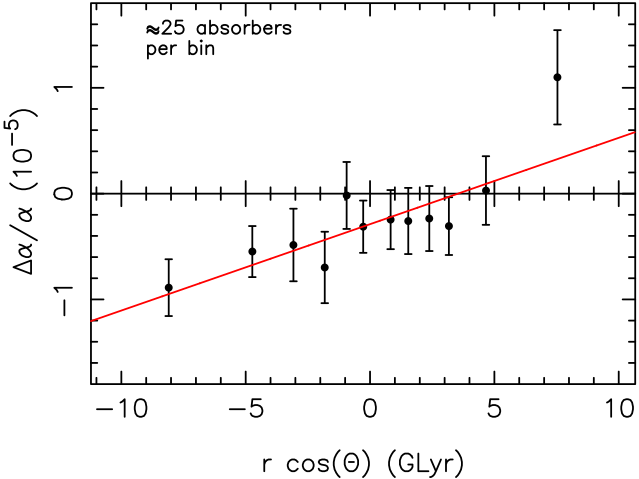 ≈25 absorbers
per bin
Δα/α (10⁻⁵)
1
0
−1
−10 −5 0 5 10
r cos(Θ) (GLyr)